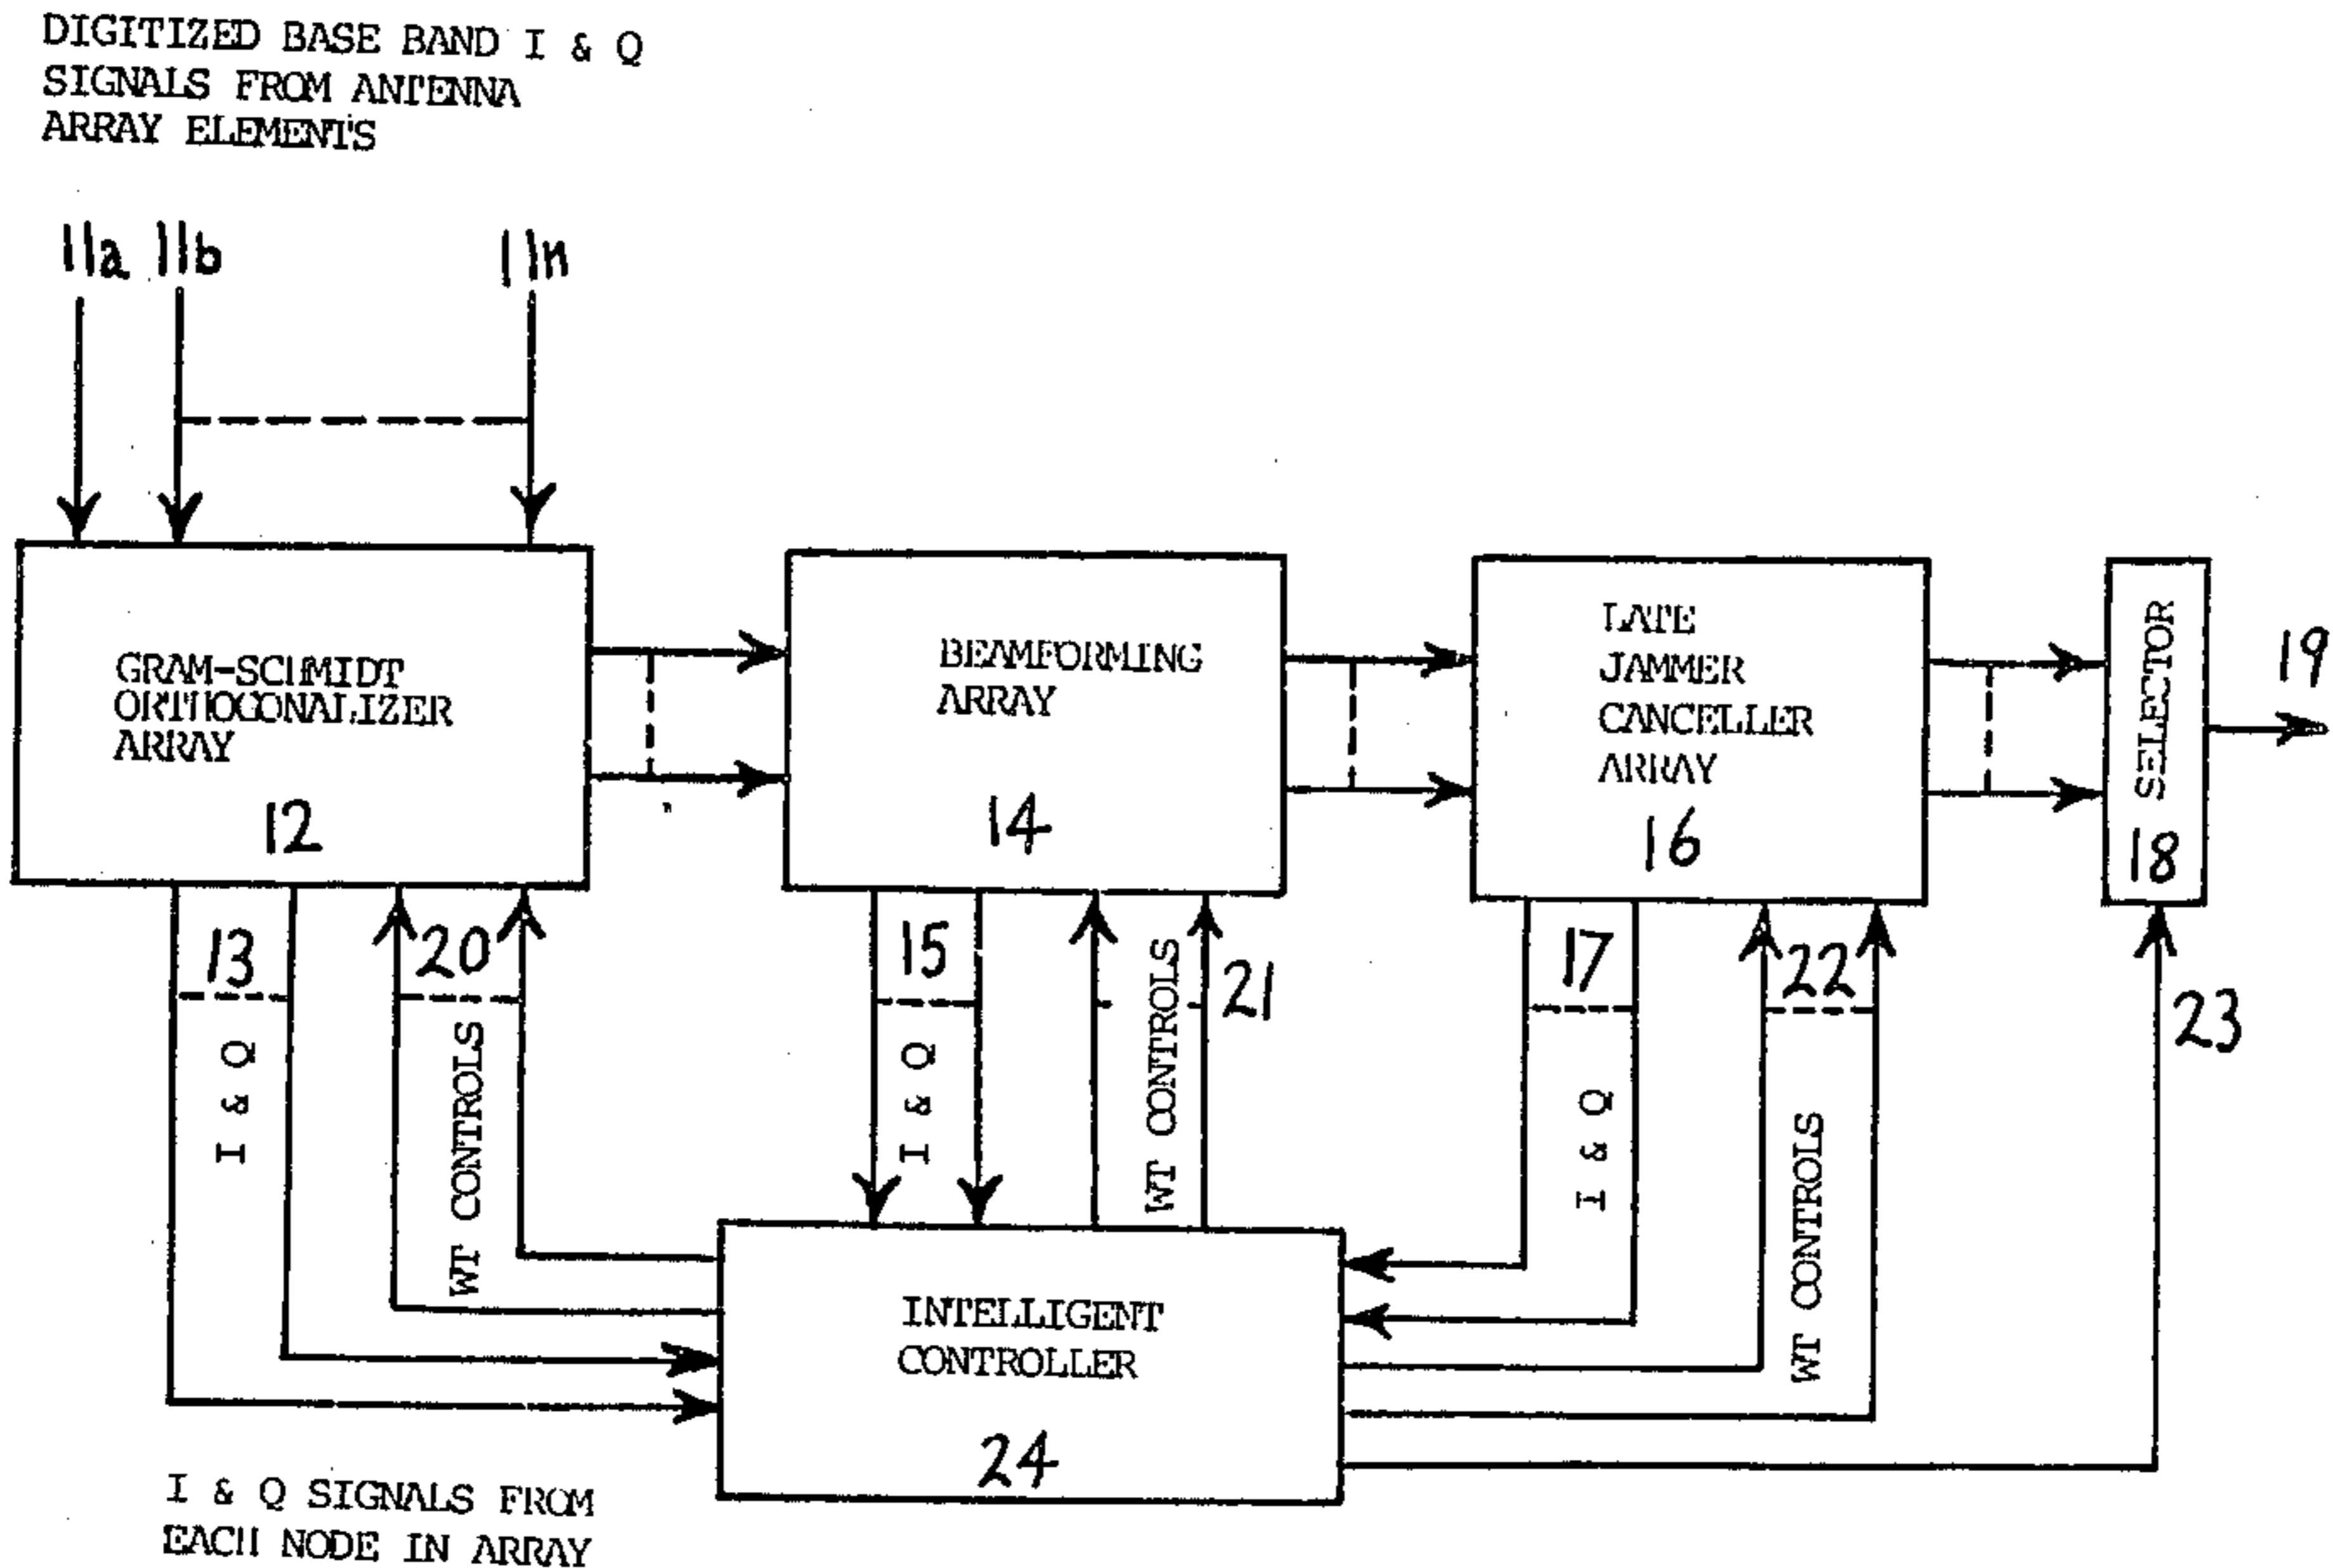 DIGITIZED BASE BAND I & Q
SIGNALS FROM ANTENNA
ARRAY ELEMENTS
11a 11b 11n
GRAM-SCHMIDT
ORTHOGONALIZER
ARRAY
12
BEAMFORMING
ARRAY
14
LATE
JAMMER
CANCELLER
ARRAY
16
SELECTOR
18
19
13
I & Q
20
WT CONTROLS
15
I & Q
WT CONTROLS
21
17
I & Q
22
WT CONTROLS
23
INTELLIGENT
CONTROLLER
24
I & Q SIGNALS FROM
EACH NODE IN ARRAY